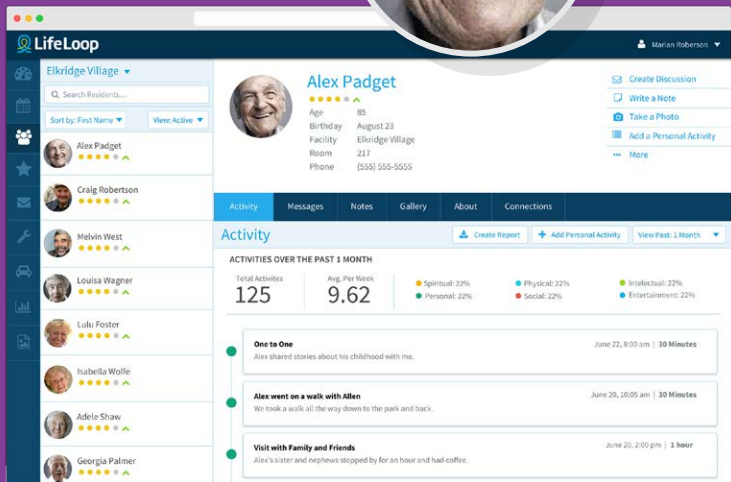 LifeLoop
Marlan Roberson
Elkridge Village
Search Residents...
Sort by: First Name
View: Active
Alex Padget
Craig Robertson
Melvin West
Louisa Wagner
Lulu Foster
Isabella Wolfe
Adele Shaw
Georgia Palmer
Alex Padget
Age 85
Birthday August 23
Facility Elkridge Village
Room 217
Phone (555) 555-5555
Create Discussion
Write a Note
Take a Photo
Add a Personal Activity
More
Activity Messages Notes Gallery About Connections
Activity
Create Report
Add Personal Activity
View Past: 1 Month
ACTIVITIES OVER THE PAST 1 MONTH
Total Activites
125
Avg. Per Week
9.62
Spiritual: 22%
Physical: 22%
Intelectual: 22%
Personal: 22%
Social: 22%
Entertainment: 22%
One to One
June 22, 8:00 am | 30 Minutes
Alex shared stories about his childhood with me.
Alex went on a walk with Allen
June 20, 10:05 am | 30 Minutes
We took a walk all the way down to the park and back.
Visit with Family and Friends
June 20, 2:00 pm | 1 hour
Alex's sister and nephews stopped by for an hour and had coffee.